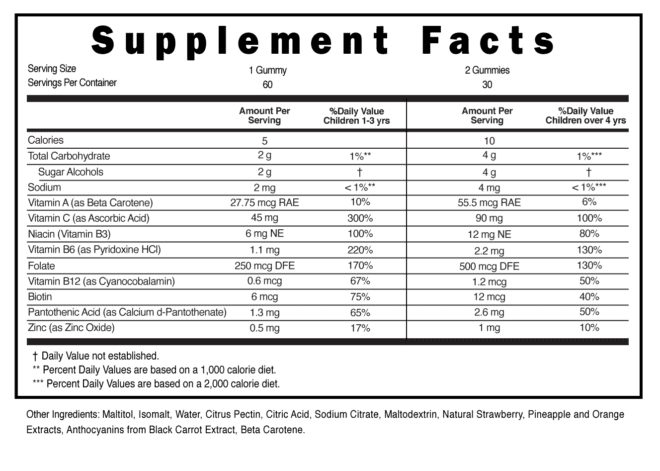 Supplement Facts
Serving Size 1 Gummy 2 Gummies
Servings Per Container 60 30
Amount Per Serving %Daily Value Children 1-3 yrs Amount Per Serving %Daily Value Children over 4 yrs
Calories 5 10
Total Carbohydrate 2 g 1%** 4 g 1%***
Sugar Alcohols 2 g † 4 g †
Sodium 2 mg < 1%** 4 mg < 1%***
Vitamin A (as Beta Carotene) 27.75 mcg RAE 10% 55.5 mcg RAE 6%
Vitamin C (as Ascorbic Acid) 45 mg 300% 90 mg 100%
Niacin (Vitamin B3) 6 mg NE 100% 12 mg NE 80%
Vitamin B6 (as Pyridoxine HCl) 1.1 mg 220% 2.2 mg 130%
Folate 250 mcg DFE 170% 500 mcg DFE 130%
Vitamin B12 (as Cyanocobalamin) 0.6 mcg 67% 1.2 mcg 50%
Biotin 6 mcg 75% 12 mcg 40%
Pantothenic Acid (as Calcium d-Pantothenate) 1.3 mg 65% 2.6 mg 50%
Zinc (as Zinc Oxide) 0.5 mg 17% 1 mg 10%
† Daily Value not established.
** Percent Daily Values are based on a 1,000 calorie diet.
*** Percent Daily Values are based on a 2,000 calorie diet.
Other Ingredients: Maltitol, Isomalt, Water, Citrus Pectin, Citric Acid, Sodium Citrate, Maltodextrin, Natural Strawberry, Pineapple and Orange
Extracts, Anthocyanins from Black Carrot Extract, Beta Carotene.